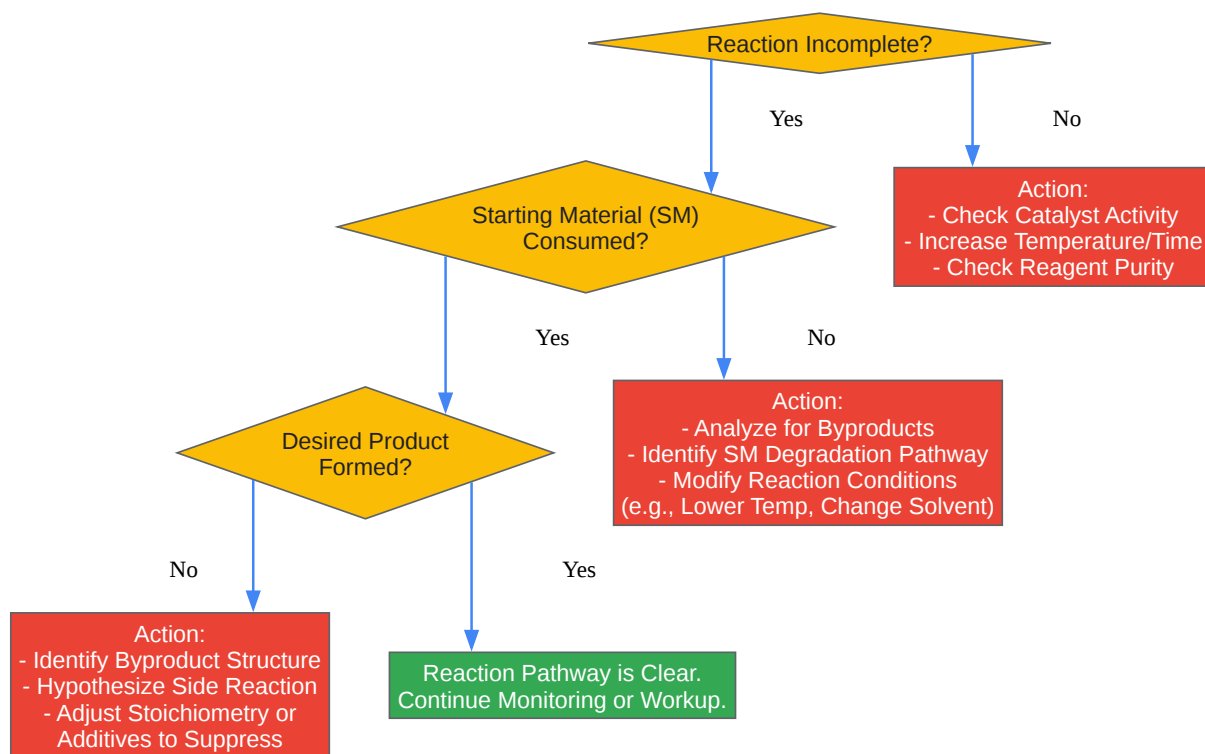 Reaction Incomplete?
Yes
No
Action:
- Check Catalyst Activity
- Increase Temperature/Time
- Check Reagent Purity
Starting Material (SM)
Consumed?
Yes
No
Action:
- Analyze for Byproducts
- Identify SM Degradation Pathway
- Modify Reaction Conditions
(e.g., Lower Temp, Change Solvent)
Desired Product
Formed?
No
Yes
Action:
- Identify Byproduct Structure
- Hypothesize Side Reaction
- Adjust Stoichiometry or
Additives to Suppress
Reaction Pathway is Clear.
Continue Monitoring or Workup.